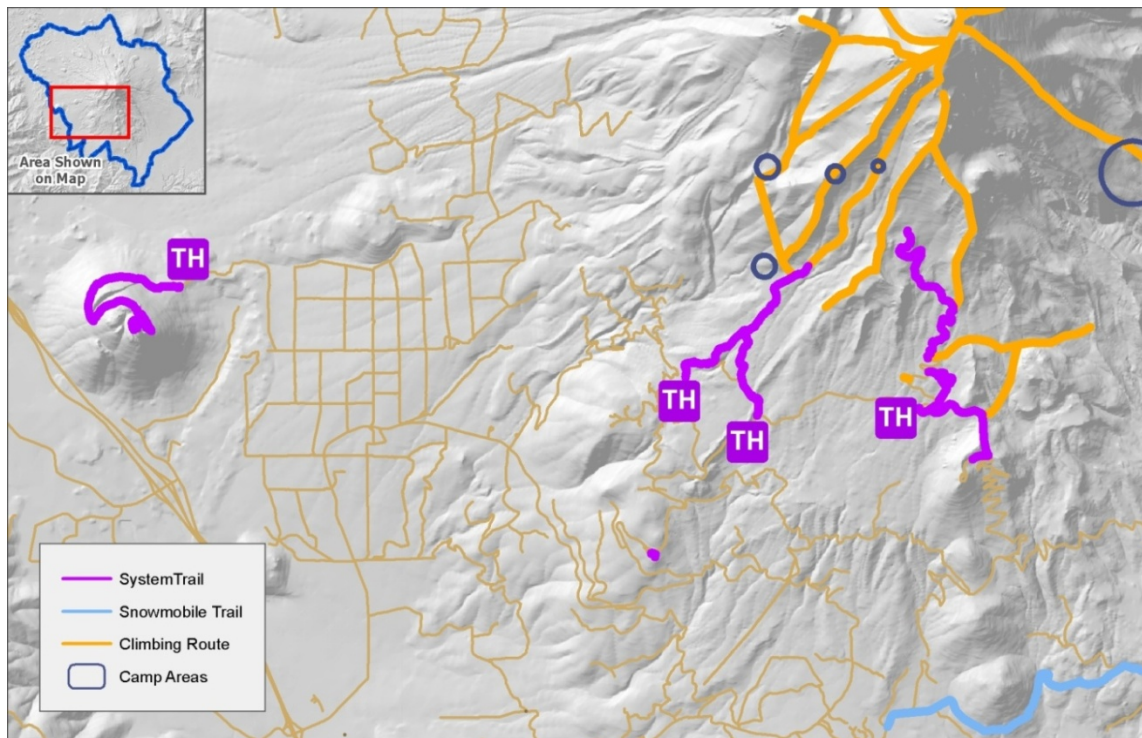 Area Shown
on Map
TH
TH
TH
TH
SystemTrail
Snowmobile Trail
Climbing Route
Camp Areas